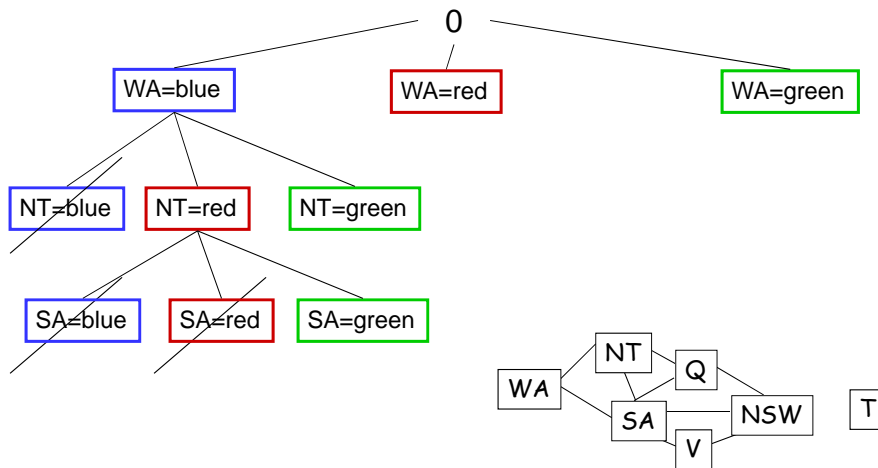 0
WA=blue
WA=red
WA=green
NT=blue
NT=red
NT=green
SA=blue
SA=red
SA=green
NT
Q
WA
SA
NSW
T
V